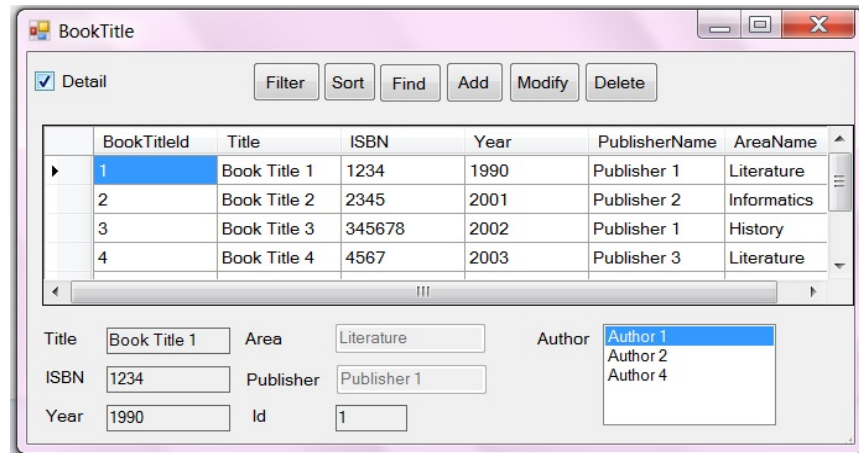 BookTitle
Detail Filter Sort Find Add Modify Delete
BookTitleId Title ISBN Year PublisherName AreaName
1 Book Title 1 1234 1990 Publisher 1 Literature
2 Book Title 2 2345 2001 Publisher 2 Informatics
3 Book Title 3 345678 2002 Publisher 1 History
4 Book Title 4 4567 2003 Publisher 3 Literature
Title Book Title 1 Area Literature Author Author 1
Author 2
ISBN 1234 Publisher Publisher 1 Author 4
Year 1990 Id 1